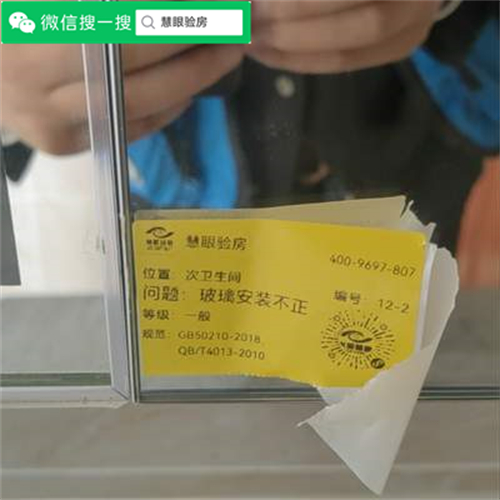 微信搜一搜 慧眼验房
慧眼验房
400-9697-807
位置: 次卫生间
问题: 玻璃安装不正
编号 12-2
等级: 一般
规范: GB50210-2018
QB/T4013-2010